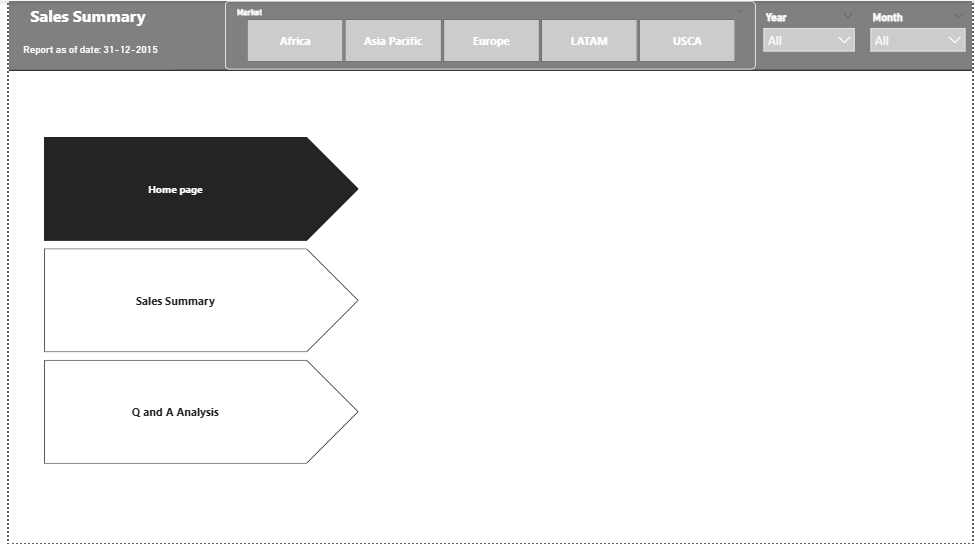 Sales Summary
Report as of date: 31-12-2015
Market
Africa
Asia Pacific
Europe
LATAM
USCA
Year
All
Month
All
Home page
Sales Summary
Q and A Analysis